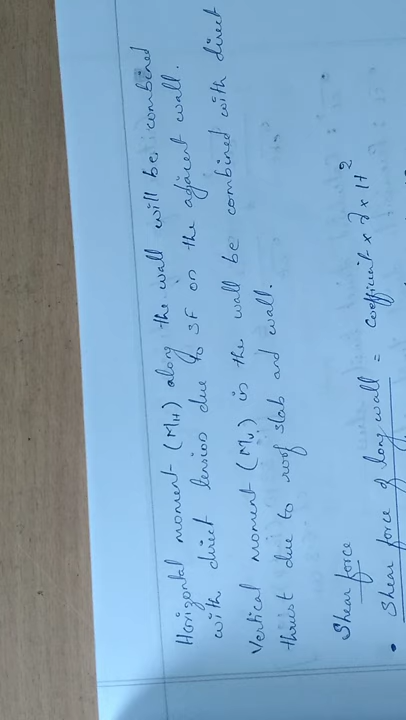 Horizontal moment (MH) along the wall will be combined
with direct tension due to SF on the adjacent wall.
Vertical moment (Mv) in the wall be combined with direct
thrust due to roof slab and wall.
Shear force
• Shear force of long wall = coefficient × γ × H²